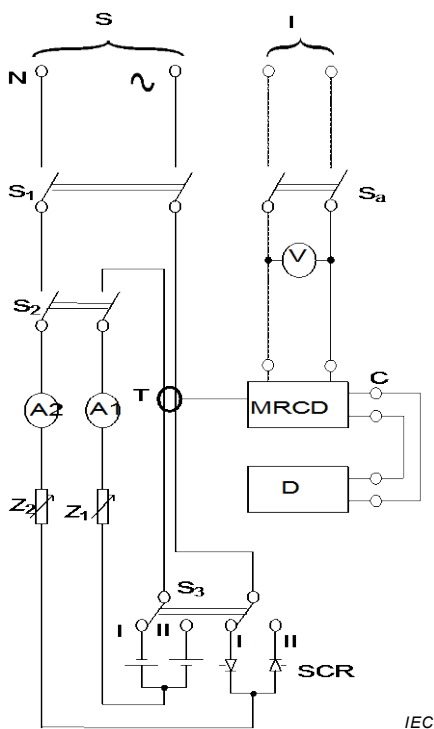 S I
N ~
S1 Sa
V
S2
T C
A2 A1 MRCD
Z2 Z1 D
S3
I II I II
SCR
IEC